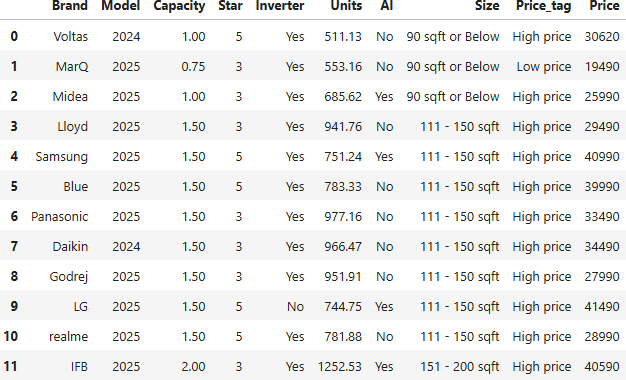 Brand Model Capacity Star Inverter Units AI Size Price_tag Price
0 Voltas 2024 1.00 5 Yes 511.13 No 90 sqft or Below High price 30620
1 MarQ 2025 0.75 3 Yes 553.16 No 90 sqft or Below Low price 19490
2 Midea 2025 1.00 3 Yes 685.62 Yes 90 sqft or Below High price 25990
3 Lloyd 2025 1.50 3 Yes 941.76 No 111 - 150 sqft High price 29490
4 Samsung 2025 1.50 5 Yes 751.24 Yes 111 - 150 sqft High price 40990
5 Blue 2025 1.50 5 Yes 783.33 No 111 - 150 sqft High price 39990
6 Panasonic 2025 1.50 3 Yes 977.16 No 111 - 150 sqft High price 33490
7 Daikin 2024 1.50 3 Yes 966.47 No 111 - 150 sqft High price 34490
8 Godrej 2025 1.50 3 Yes 951.91 No 111 - 150 sqft High price 27990
9 LG 2025 1.50 5 No 744.75 Yes 111 - 150 sqft High price 41490
10 realme 2025 1.50 5 Yes 781.88 No 111 - 150 sqft High price 28990
11 IFB 2025 2.00 3 Yes 1252.53 Yes 151 - 200 sqft High price 40590